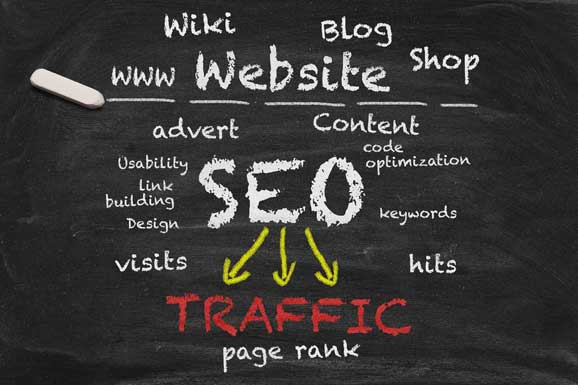 Wiki
Blog
Shop
WWW
Website
advert
Content
Usability
code
optimization
link
building
SEO
keywords
Design
visits
hits
TRAFFIC
page rank